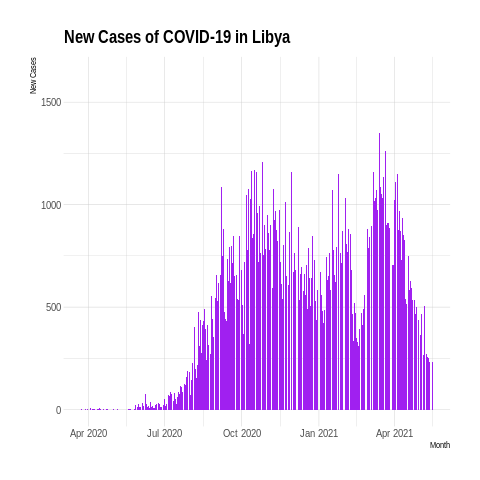 New Cases of COVID-19 in Libya
New Cases
1500
1000
500
0
Apr 2020 Jul 2020 Oct 2020 Jan 2021 Apr 2021
Month